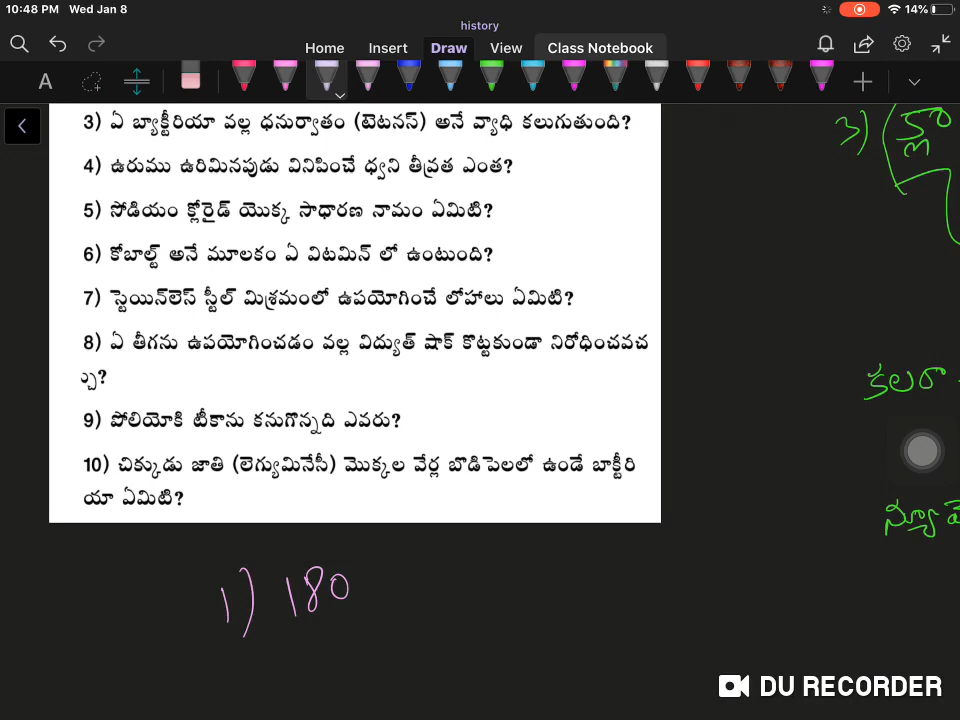 10:48 PM Wed Jan 8
14%
history
Home Insert Draw View Class Notebook
A
3) ఏ బ్యాక్టీరియా వల్ల ధనుర్వాతం (టెటనస్) అనే వ్యాధి కలుగుతుంది?
4) ఉరుము ఉరిమినపుడు వినిపించే ధ్వని తీవ్రత ఎంత?
5) సోడియం క్లోరైడ్ యొక్క సాధారణ నామం ఏమిటి?
6) కోబాల్ట్ అనే మూలకం ఏ విటమిన్ లో ఉంటుంది?
7) స్టెయిన్‌లెస్ స్టీల్ మిశ్రమంలో ఉపయోగించే లోహాలు ఏమిటి?
8) ఏ తీగను ఉపయోగించడం వల్ల విద్యుత్ షాక్ కొట్టకుండా నిరోధించవచ
్చు?
9) పోలియోకి టీకాను కనుగొన్నది ఎవరు?
10) చిక్కుడు జాతి (లెగ్యుమినేసీ) మొక్కల వేర్ల బొడిపెలలో ఉండే బాక్టీరి
యా ఏమిటి?
3)
కలరా
1) 180
DU RECORDER